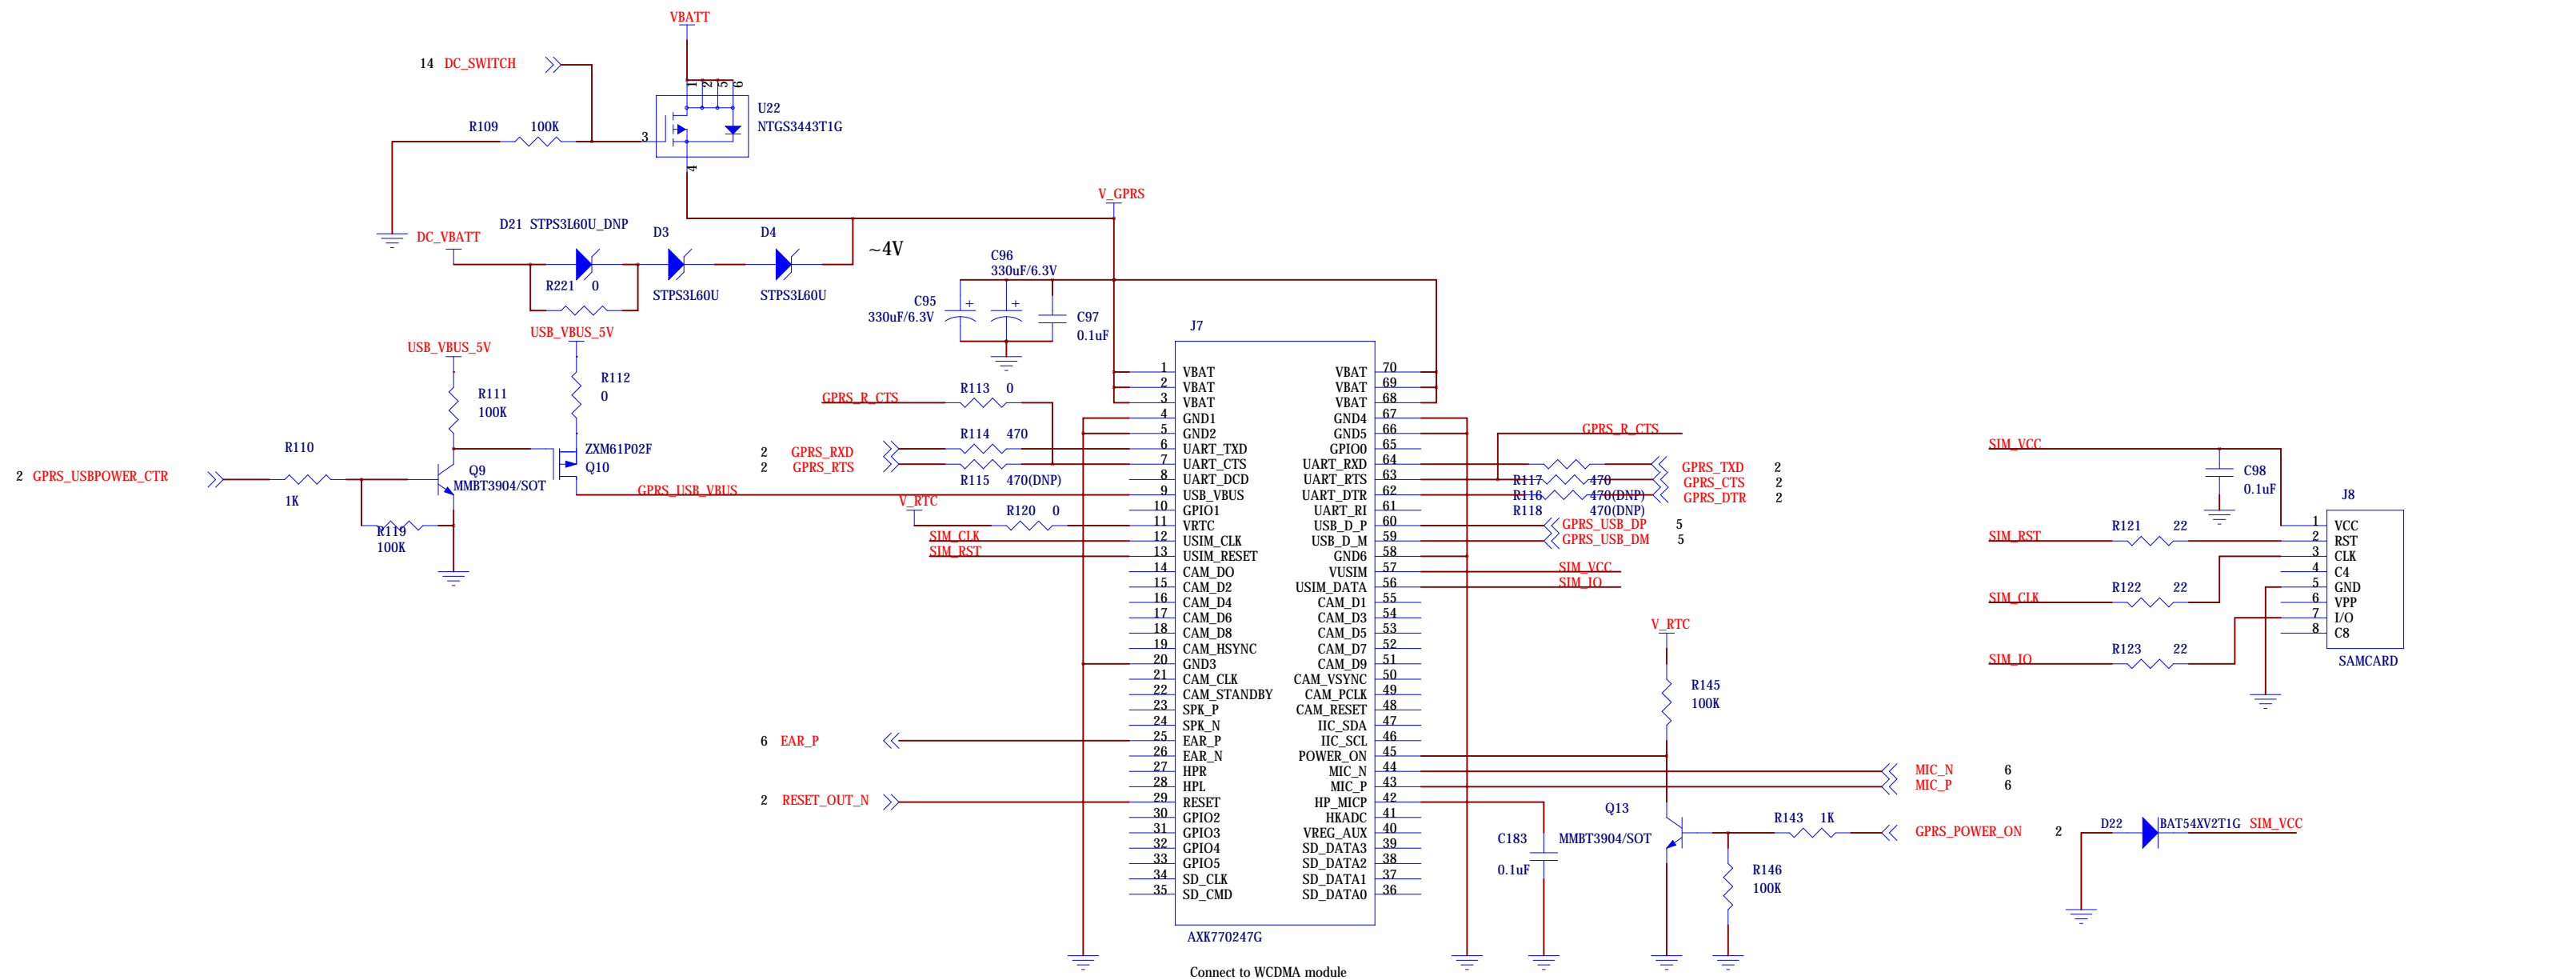 VBATT
14 DC_SWITCH
1 2 5 6
U22
NTGS3443T1G
R109 100K
3
4
V_GPRS
D21 STPS3L60U_DNP
DC_VBATT
D3
D4
~4V
R221 0
STPS3L60U
STPS3L60U
C96
330uF/6.3V
C95
330uF/6.3V
C97
0.1uF
USB_VBUS_5V
USB_VBUS_5V
R111
100K
R112
0
R110
1K
2 GPRS_USBPOWER_CTR
Q9
MMBT3904/SOT
ZXM61P02F
Q10
R119
100K
GPRS_USB_VBUS
GPRS_R_CTS
R113 0
2 GPRS_RXD
R114 470
2 GPRS_RTS
R115 470(DNP)
V_RTC
R120 0
SIM_CLK
SIM_RST
6 EAR_P
2 RESET_OUT_N
J7
1 VBAT
2 VBAT
3 VBAT
4 GND1
5 GND2
6 UART_TXD
7 UART_CTS
8 UART_DCD
9 USB_VBUS
10 GPIO1
11 VRTC
12 USIM_CLK
13 USIM_RESET
14 CAM_DO
15 CAM_D2
16 CAM_D4
17 CAM_D6
18 CAM_D8
19 CAM_HSYNC
20 GND3
21 CAM_CLK
22 CAM_STANDBY
23 SPK_P
24 SPK_N
25 EAR_P
26 EAR_N
27 HPR
28 HPL
29 RESET
30 GPIO2
31 GPIO3
32 GPIO4
33 GPIO5
34 SD_CLK
35 SD_CMD
VBAT 70
VBAT 69
VBAT 68
GND4 67
GND5 66
GPIO0 65
UART_RXD 64
UART_RTS 63
UART_DTR 62
UART_RI 61
USB_D_P 60
USB_D_M 59
GND6 58
VUSIM 57
USIM_DATA 56
CAM_D1 55
CAM_D3 54
CAM_D5 53
CAM_D7 52
CAM_D9 51
CAM_VSYNC 50
CAM_PCLK 49
CAM_RESET 48
IIC_SDA 47
IIC_SCL 46
POWER_ON 45
MIC_N 44
MIC_P 43
HP_MICP 42
HKADC 41
VREG_AUX 40
SD_DATA3 39
SD_DATA2 38
SD_DATA1 37
SD_DATA0 36
AXK770247G
Connect to WCDMA module
GPRS_R_CTS
GPRS_TXD 2
R117 470
GPRS_CTS 2
R116 470(DNP)
GPRS_DTR 2
R118 470(DNP)
GPRS_USB_DP 5
GPRS_USB_DM 5
SIM_VCC
SIM_IO
V_RTC
R145
100K
MIC_N 6
MIC_P 6
Q13
MMBT3904/SOT
R143 1K
GPRS_POWER_ON 2
C183
0.1uF
R146
100K
SIM_VCC
C98
0.1uF
J8
SIM_RST
R121 22
SIM_CLK
R122 22
SIM_IO
R123 22
1 VCC
2 RST
3 CLK
4 C4
5 GND
6 VPP
7 I/O
8 C8
SAMCARD
D22 BAT54XV2T1G SIM_VCC